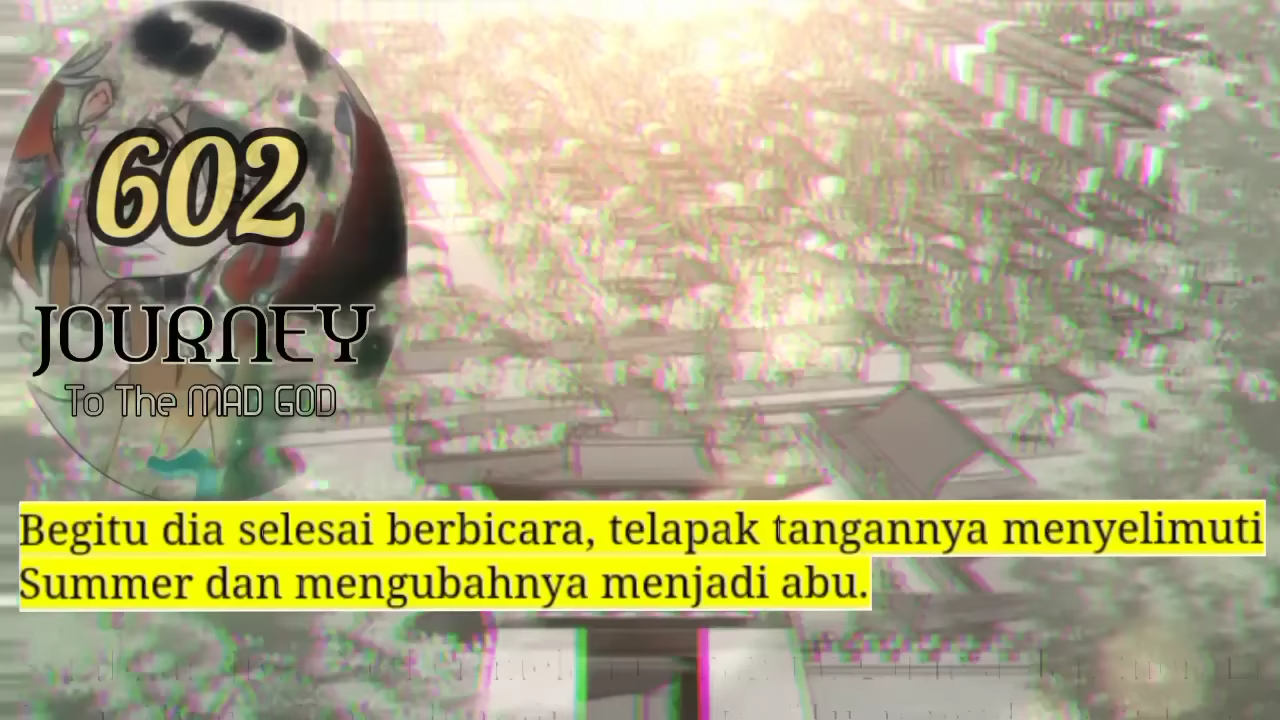 602
JOURNEY
To The MAD GOD
Begitu dia selesai berbicara, telapak tangannya menyelimuti
Summer dan mengubahnya menjadi abu.